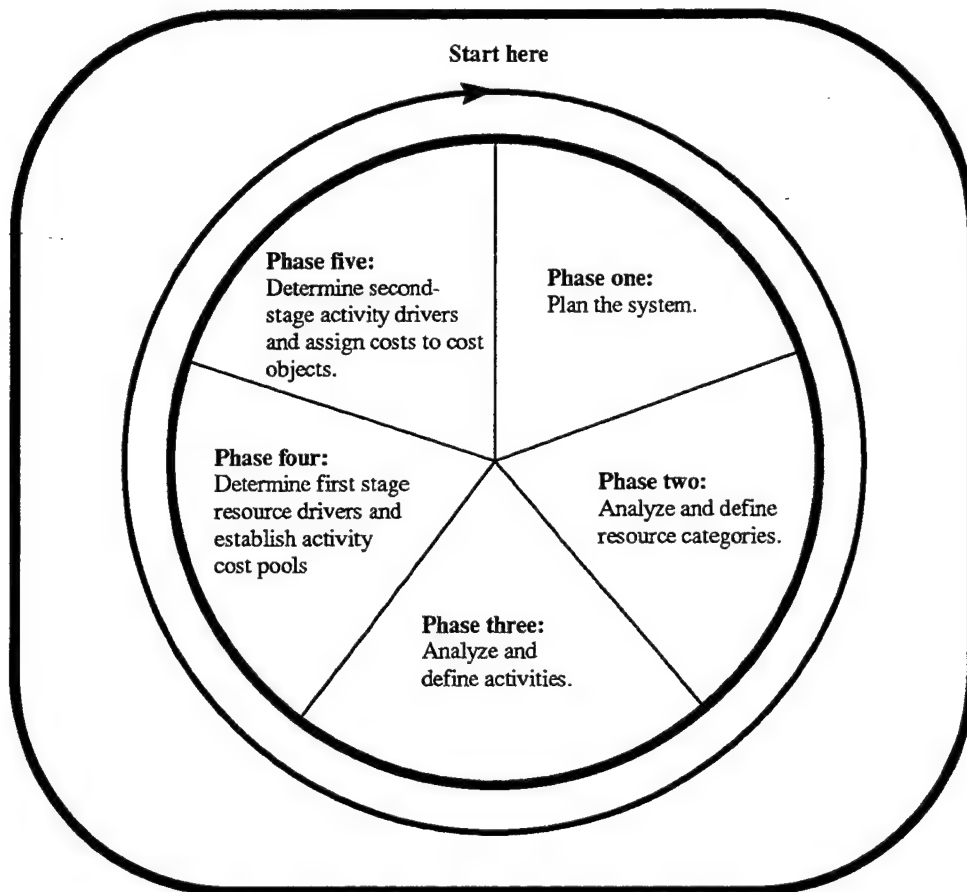 Start here
Phase one:
Plan the system.
Phase two:
Analyze and define
resource categories.
Phase three:
Analyze and
define activities.
Phase four:
Determine first stage
resource drivers and
establish activity
cost pools
Phase five:
Determine second-
stage activity drivers
and assign costs to cost
objects.